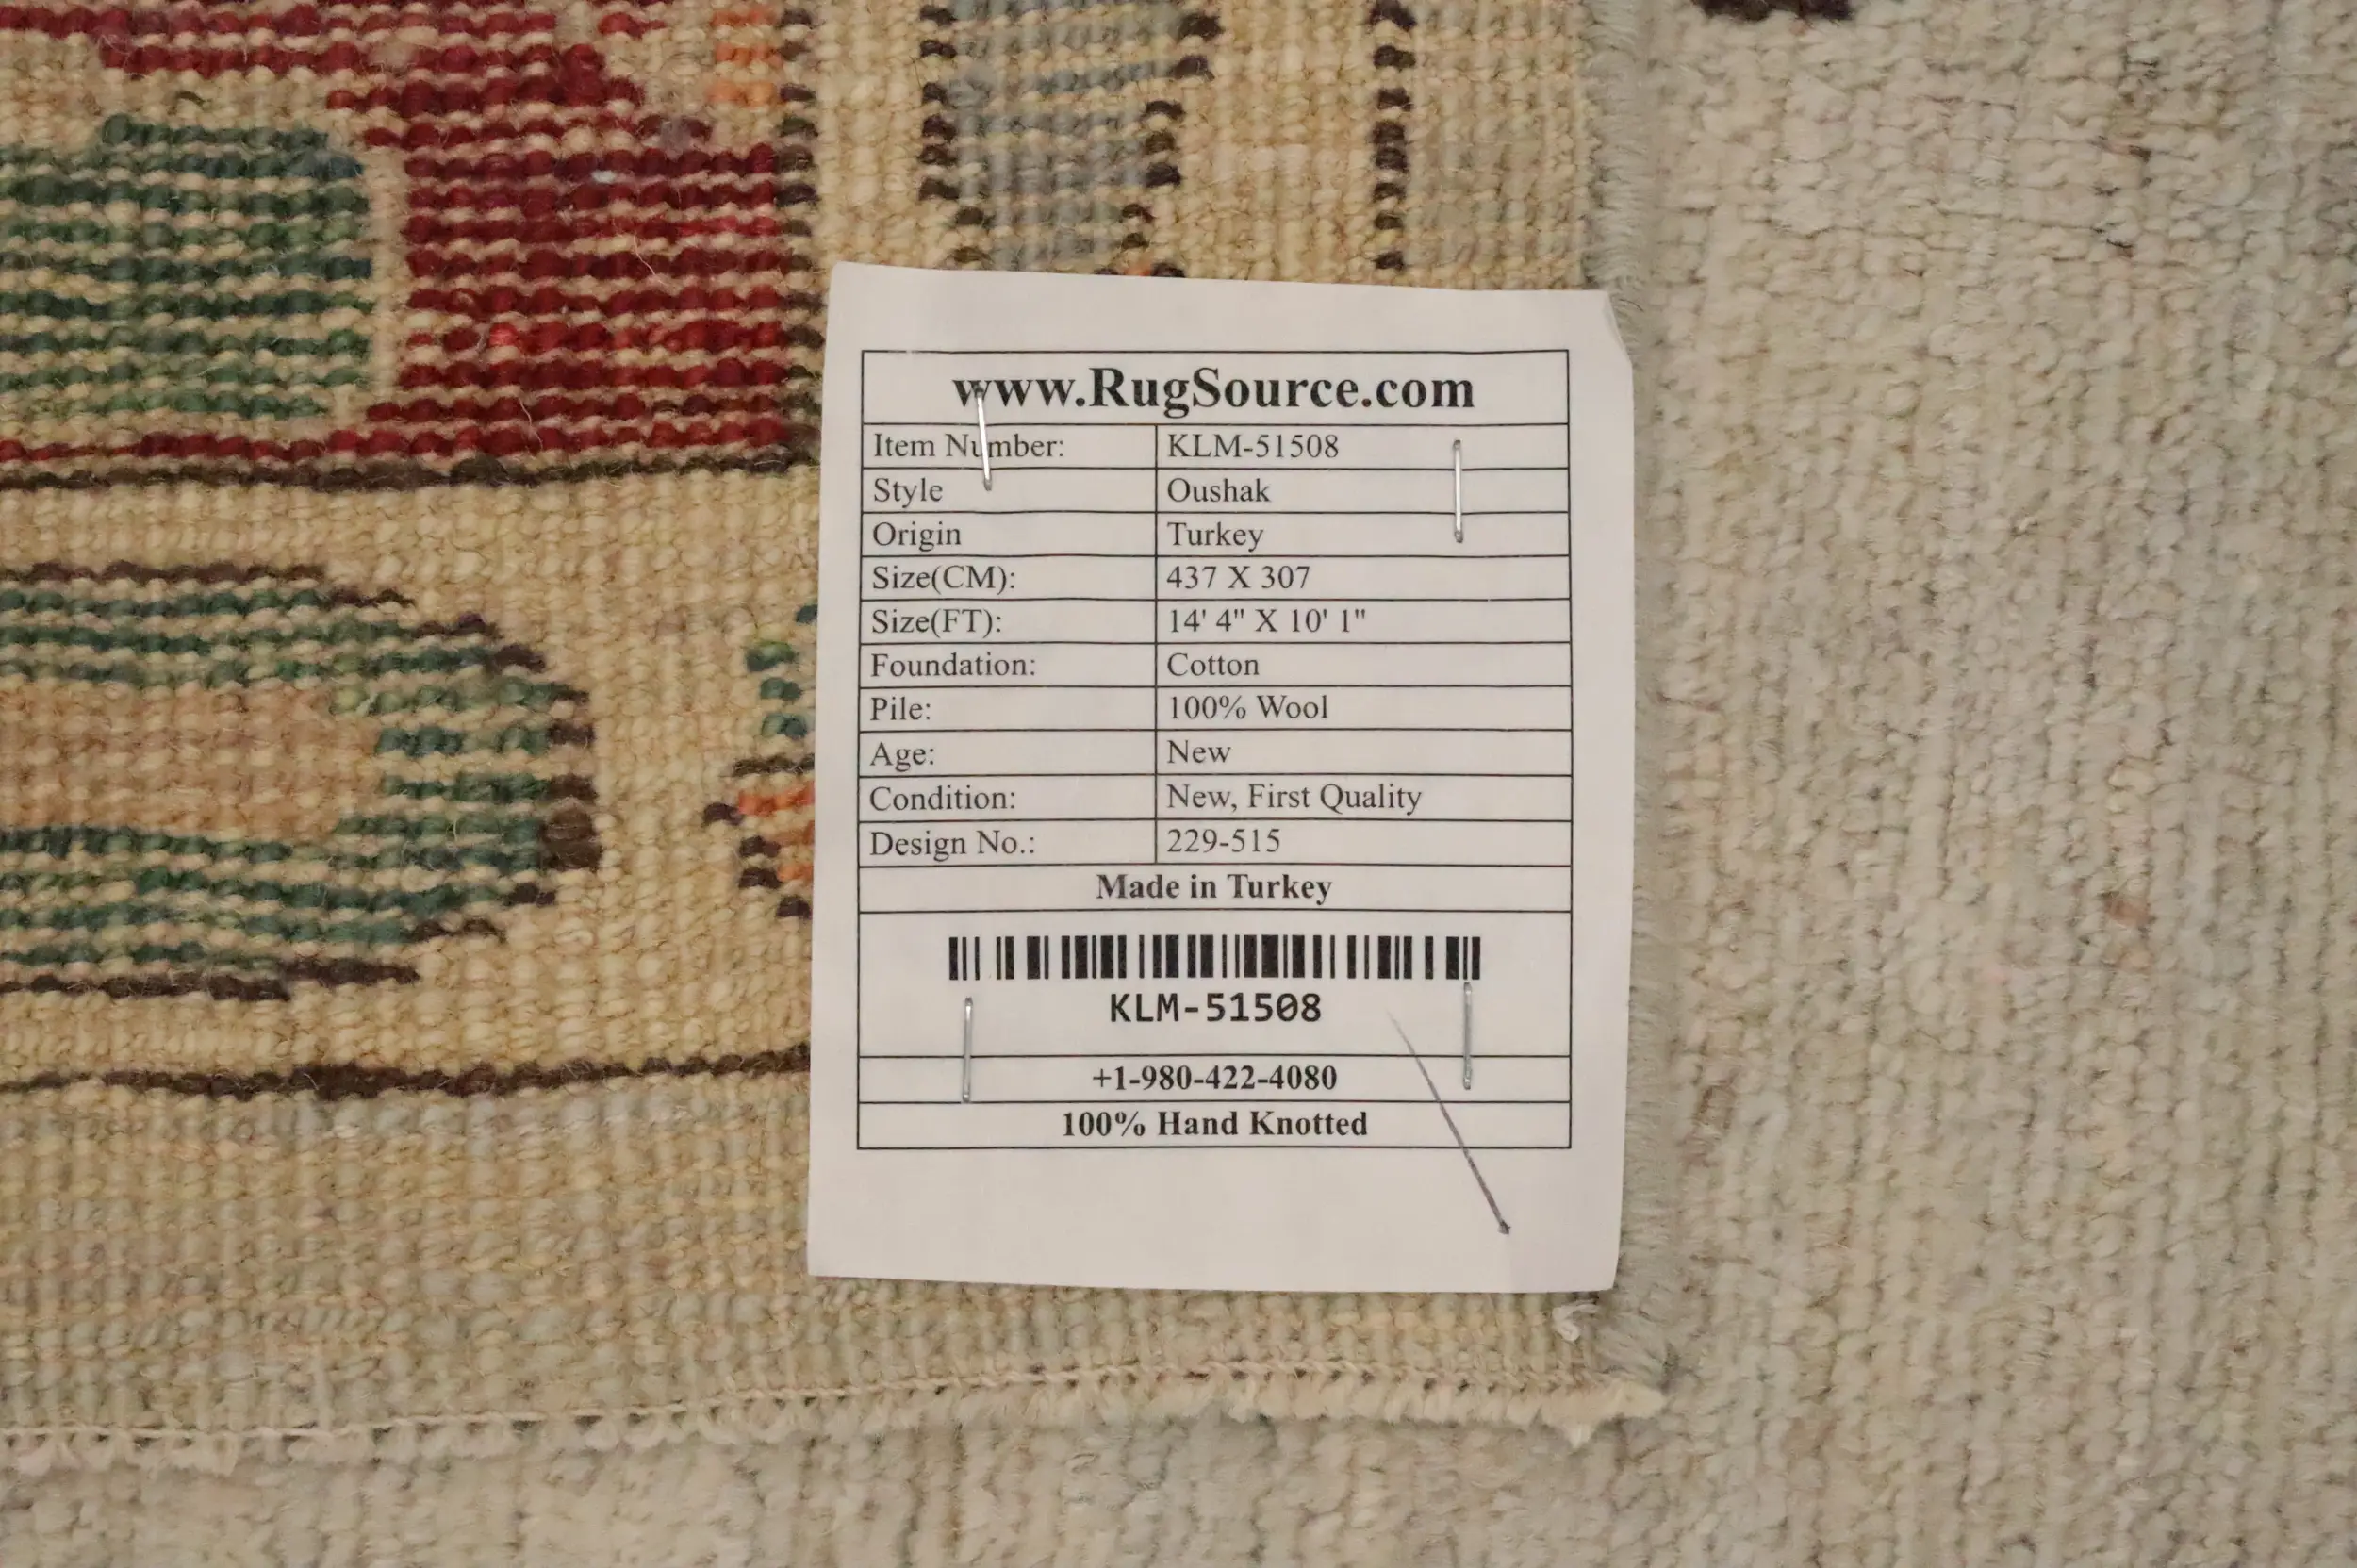 www.RugSource.com
Item Number: KLM-51508
Style Oushak
Origin Turkey
Size(CM): 437 X 307
Size(FT): 14' 4" X 10' 1"
Foundation: Cotton
Pile: 100% Wool
Age: New
Condition: New, First Quality
Design No.: 229-515
Made in Turkey
KLM-51508
+1-980-422-4080
100% Hand Knotted